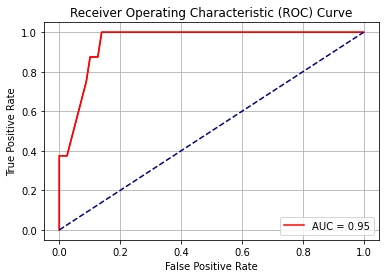 Receiver Operating Characteristic (ROC) Curve
True Positive Rate
1.0
0.8
0.6
0.4
0.2
0.0
AUC = 0.95
0.0 0.2 0.4 0.6 0.8 1.0
False Positive Rate